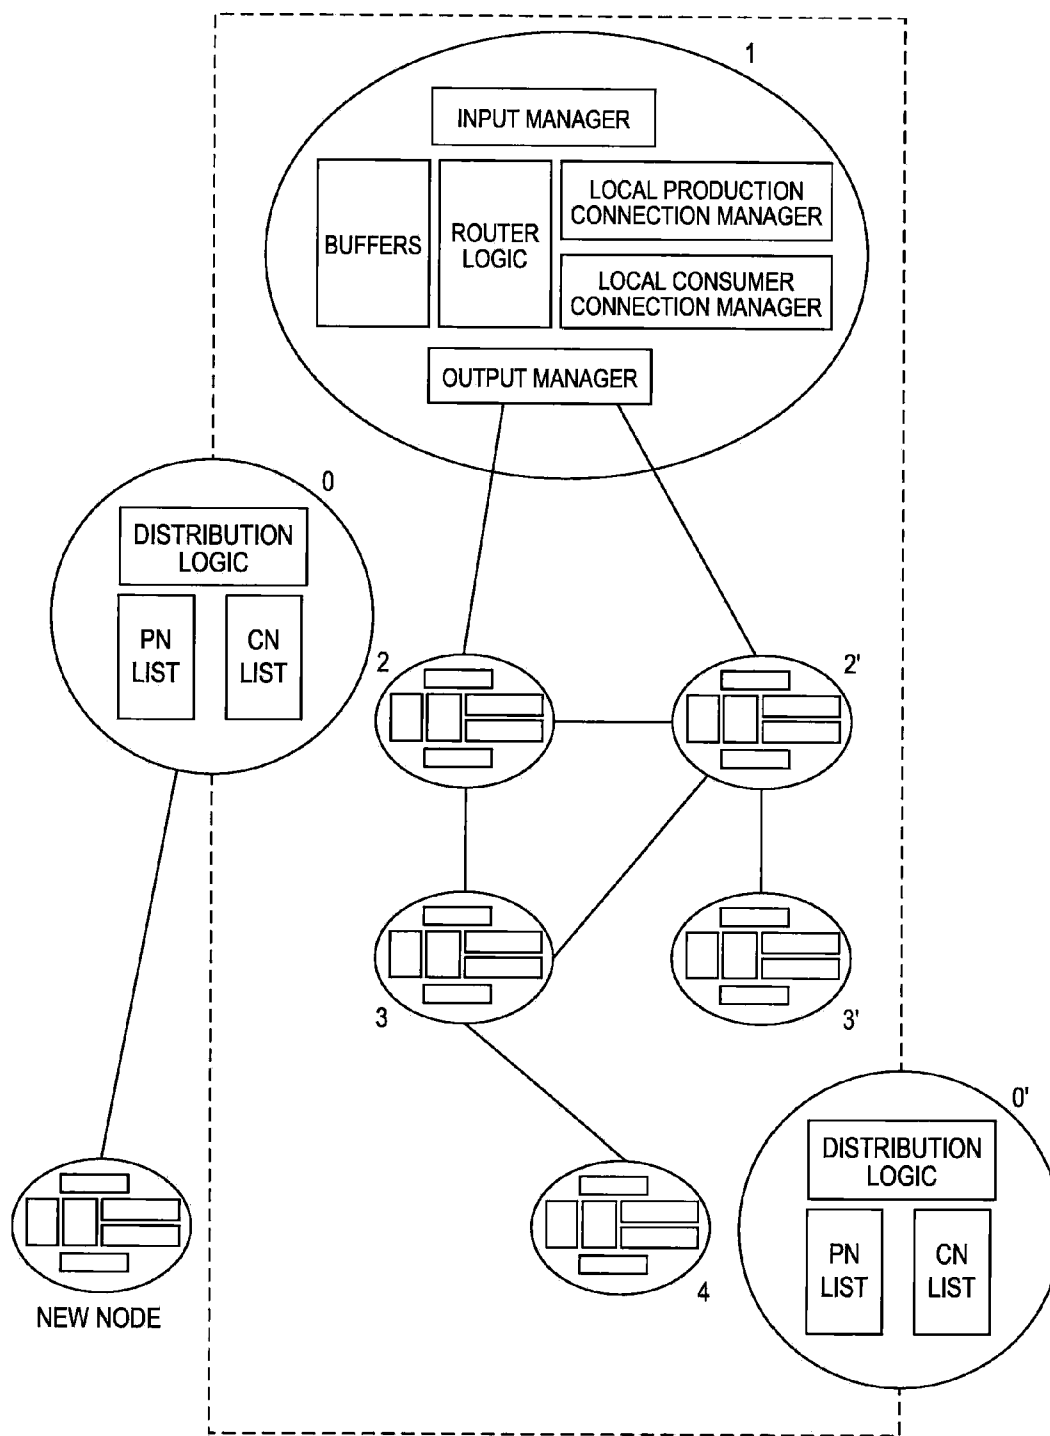 1
INPUT MANAGER
BUFFERS
ROUTER
LOGIC
LOCAL PRODUCTION
CONNECTION MANAGER
LOCAL CONSUMER
CONNECTION MANAGER
OUTPUT MANAGER
0
DISTRIBUTION
LOGIC
PN
LIST
CN
LIST
2
2'
3
3'
0'
DISTRIBUTION
LOGIC
PN
LIST
CN
LIST
4
NEW NODE